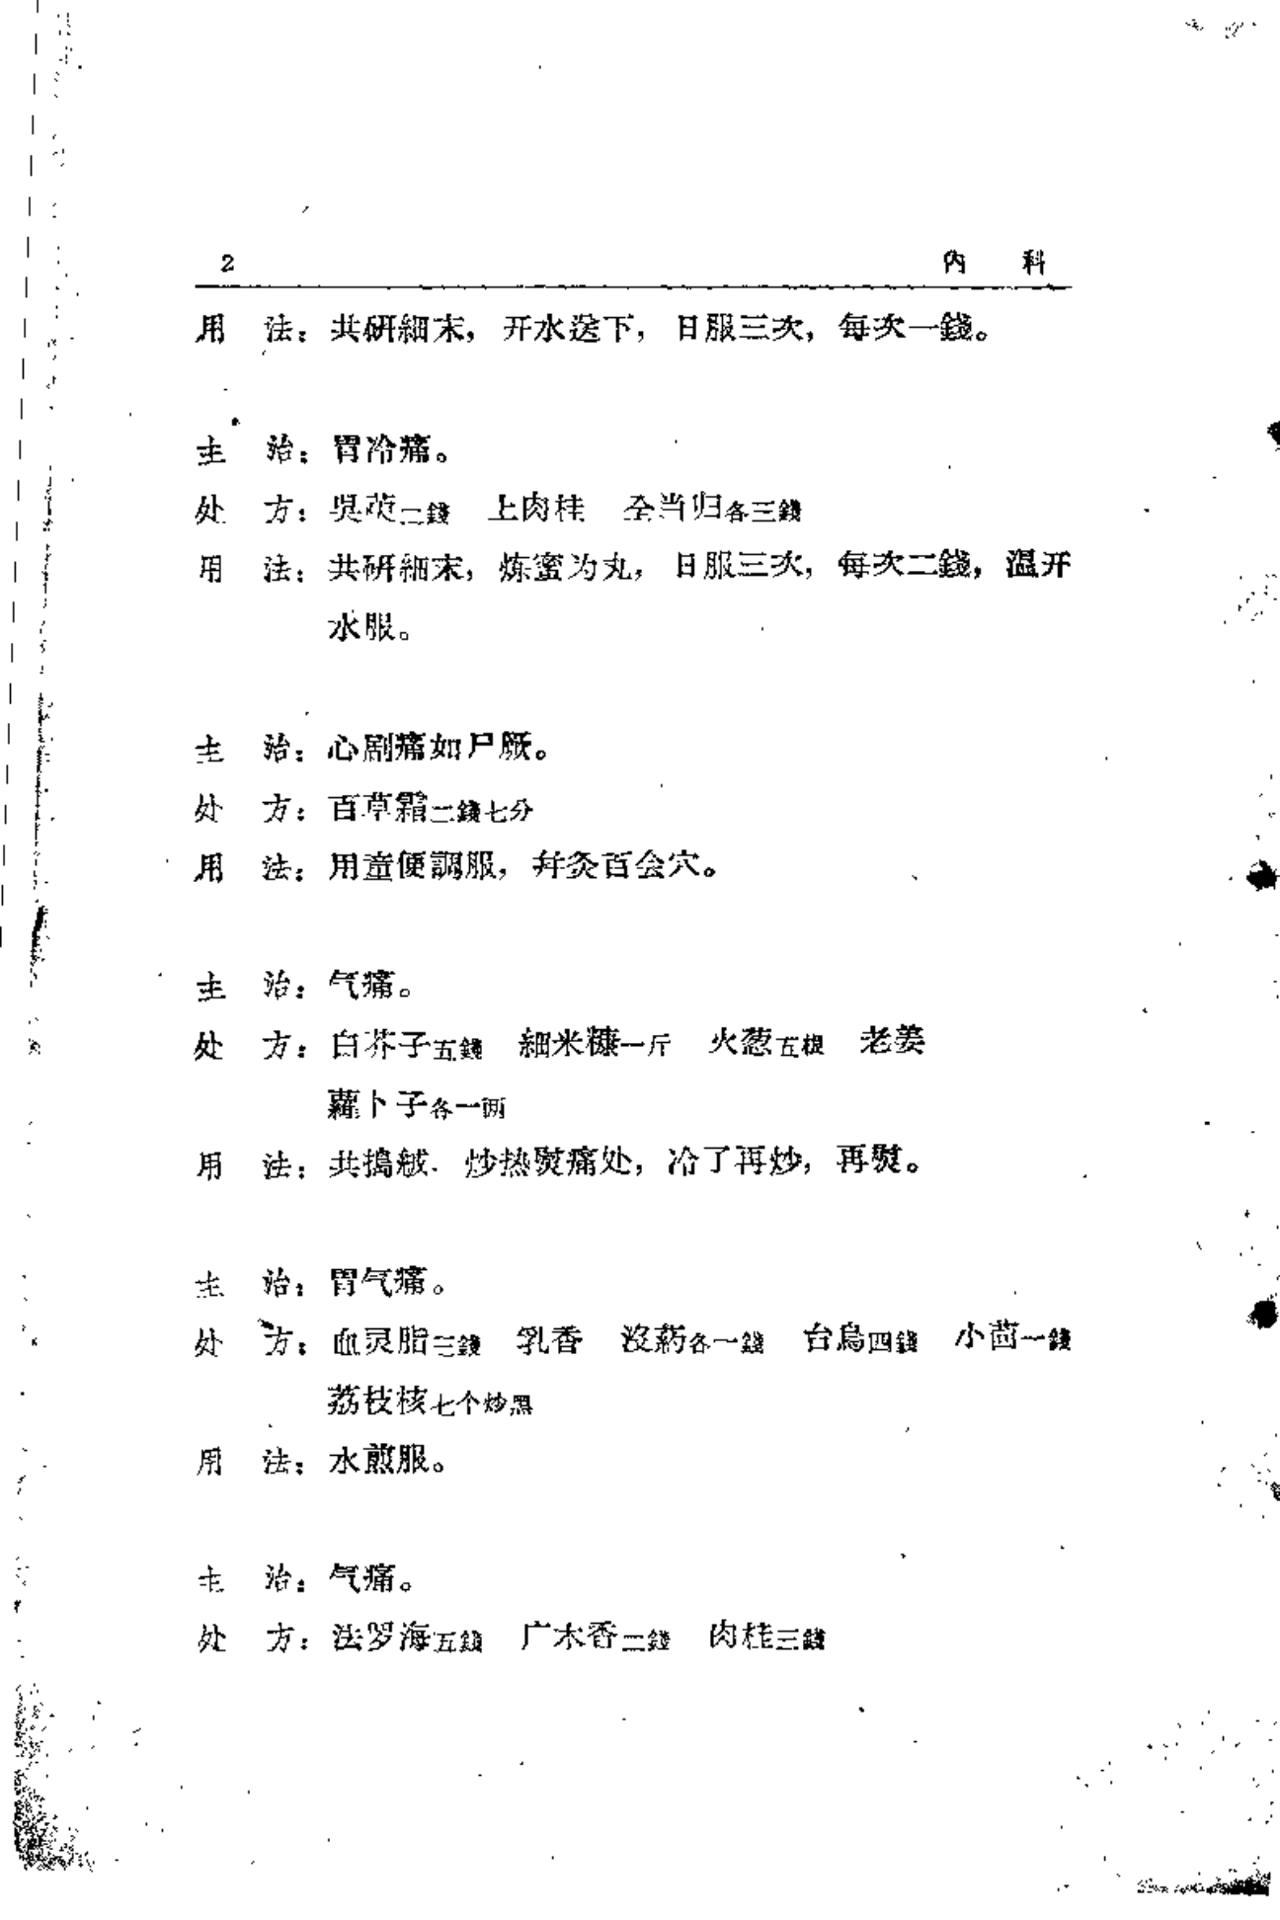 2 内 科
用 法：共研細末，开水送下，日服三次，每次一錢。
主 治：胃冷痛。
处 方：吳萸二錢 上肉桂 全当归各三錢
用 法：共研細末，炼蜜为丸，日服三次，每次二錢，温开
水服。
主 治：心剧痛如尸厥。
处 方：百草霜二錢七分
用 法：用童便調服，幷灸百会穴。
主 治：气痛。
处 方：白芥子五錢 細米糠一斤 火葱五根 老姜
蘿卜子各一两
用 法：共搗絨．炒热熨痛处，冷了再炒，再熨。
主 治：胃气痛。
处 方：血灵脂三錢 乳香 沒药各一錢 台烏四錢 小茴一錢
荔枝核七个炒黑
用 法：水煎服。
主 治：气痛。
处 方：法罗海五錢 广木香二錢 肉桂三錢